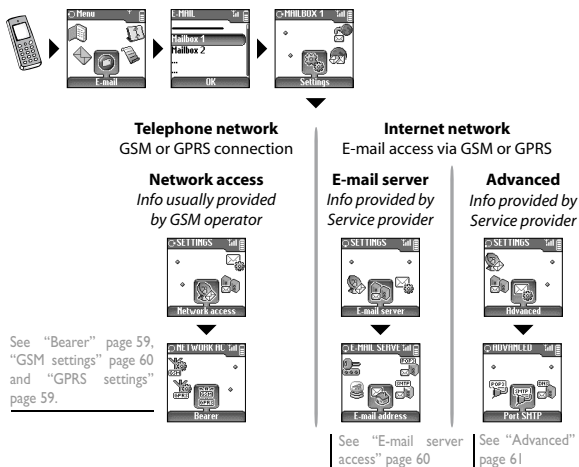 Menu
E-mail
E-MAIL
Mailbox 1
Mailbox 2
...
...
OK
MAILBOX 1
Settings
Telephone network
GSM or GPRS connection
Internet network
E-mail access via GSM or GPRS
Network access
Info usually provided
by GSM operator
E-mail server
Info provided by
Service provider
Advanced
Info provided by
Service provider
SETTINGS
Network access
SETTINGS
E-mail server
SETTINGS
Advanced
See "Bearer" page 59,
"GSM settings" page 60
and "GPRS settings"
page 59.
NETWORK AC
GSM
GPRS
GSM
GPRS
Bearer
E-MAIL SERVE
POP3
SMTP
E-mail address
ADVANCED
POP3
SMTP
DNS
Port SMTP
See "E-mail server
access" page 60
See "Advanced"
page 61